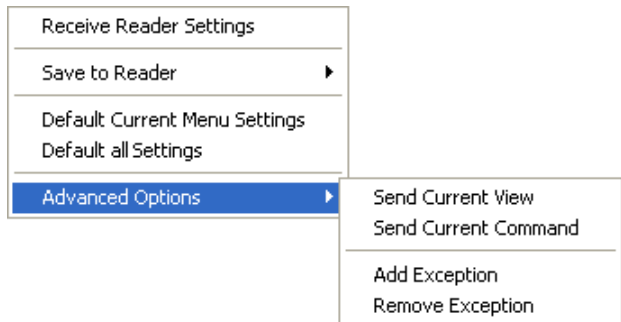 Receive Reader Settings
Save to Reader
Default Current Menu Settings
Default all Settings
Advanced Options
Send Current View
Send Current Command
Add Exception
Remove Exception